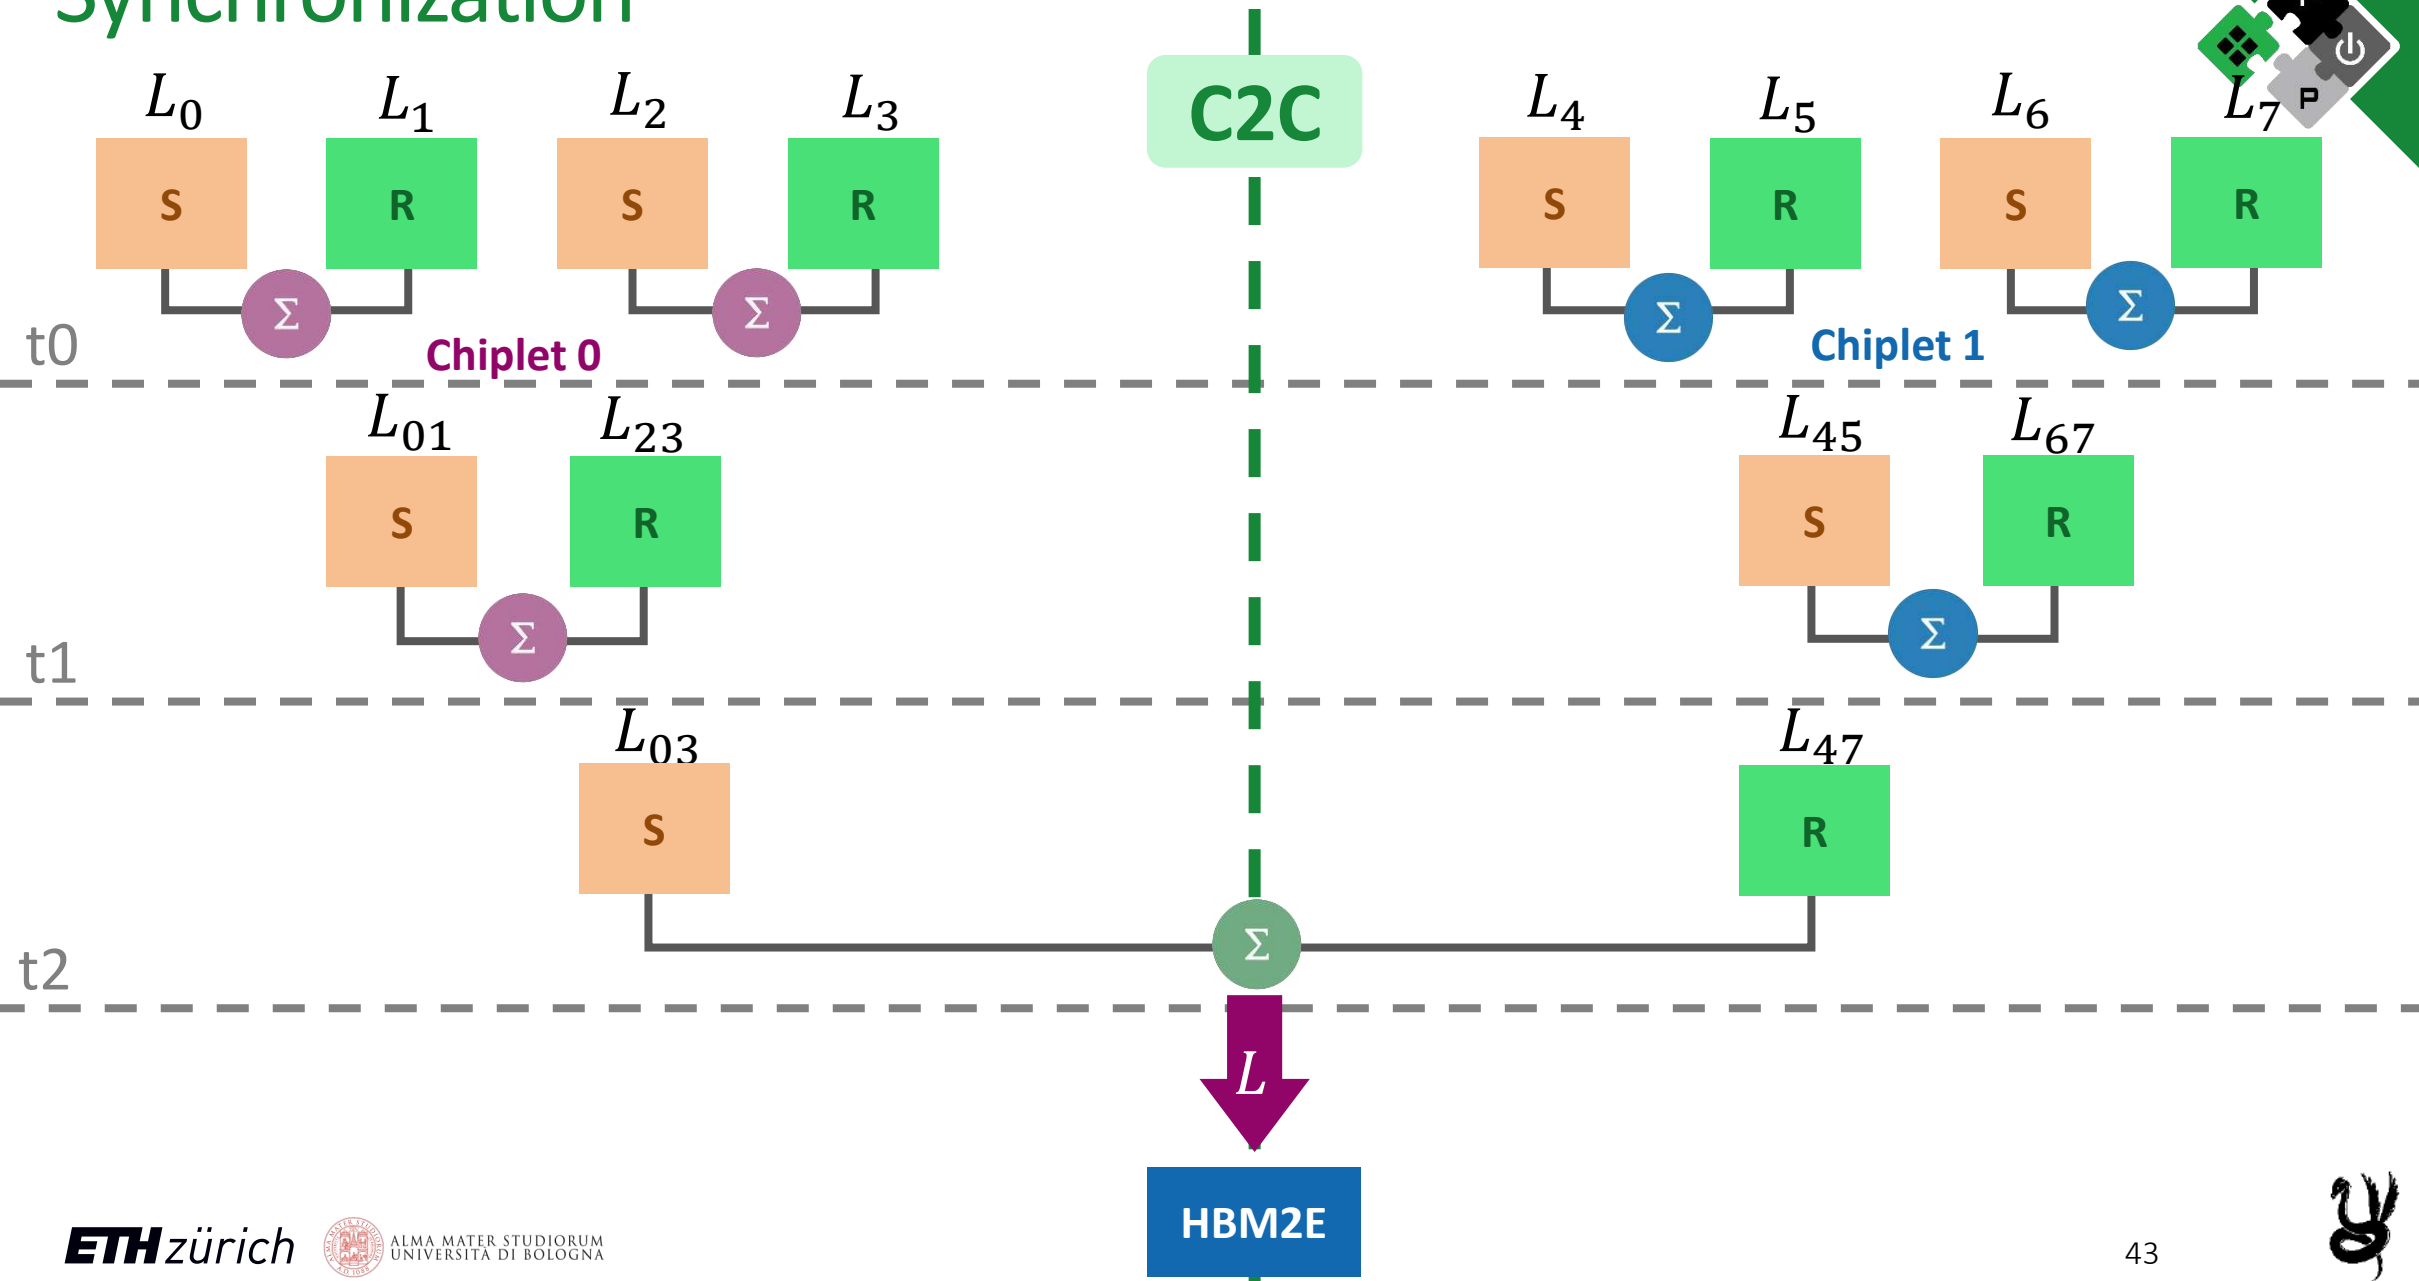 Synchronization
L0 L1 L2 L3 C2C L4 L5 L6 L7
S R S R S R S R
Σ Σ Σ Σ
t0 Chiplet 0 Chiplet 1
L01 L23 L45 L67
S R S R
Σ Σ
t1
L03 L47
S R
Σ
t2
L
HBM2E
ETH zürich
ALMA MATER STUDIORUM
UNIVERSITÀ DI BOLOGNA
43
P